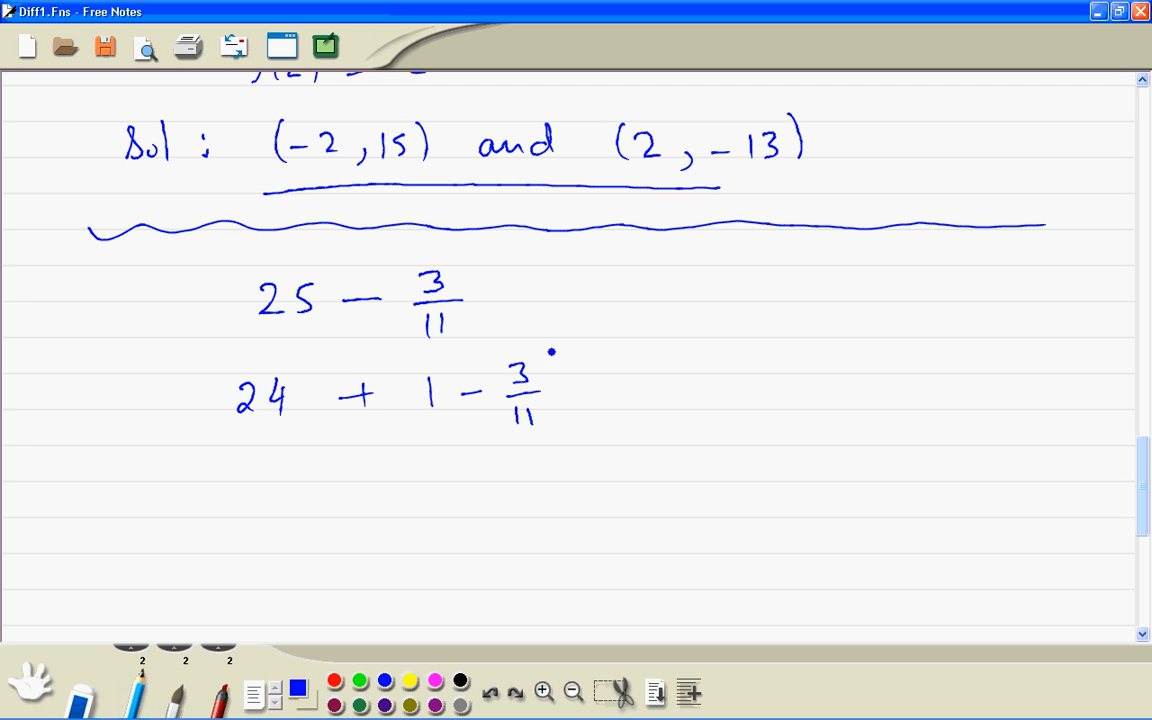 Diff1.Fns - Free Notes
Sol : (-2, 15) and (2, -13)
25 - 3/11
24 + 1 - 3/11
2 2 2